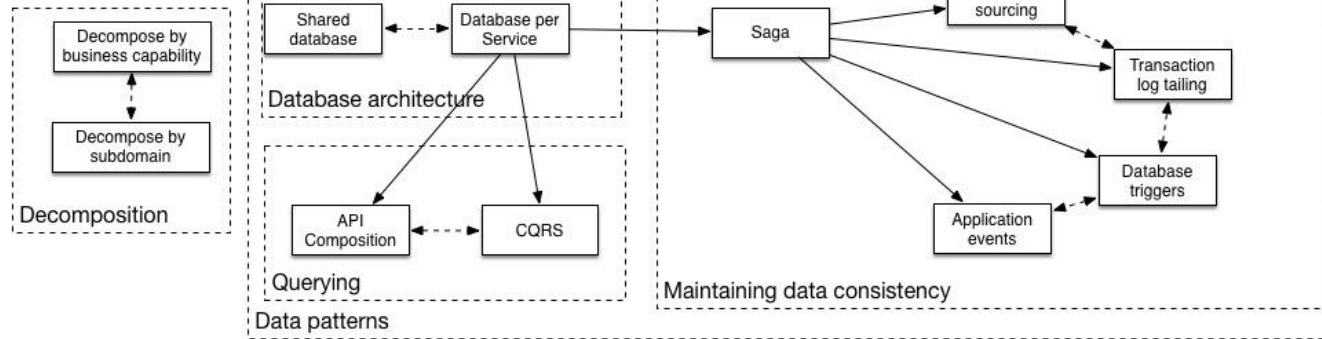 Decompose by
business capability
Decompose by
subdomain
Decomposition
Shared
database
Database per
Service
Database architecture
API
Composition
CQRS
Querying
Data patterns
Saga
sourcing
Transaction
log tailing
Database
triggers
Application
events
Maintaining data consistency